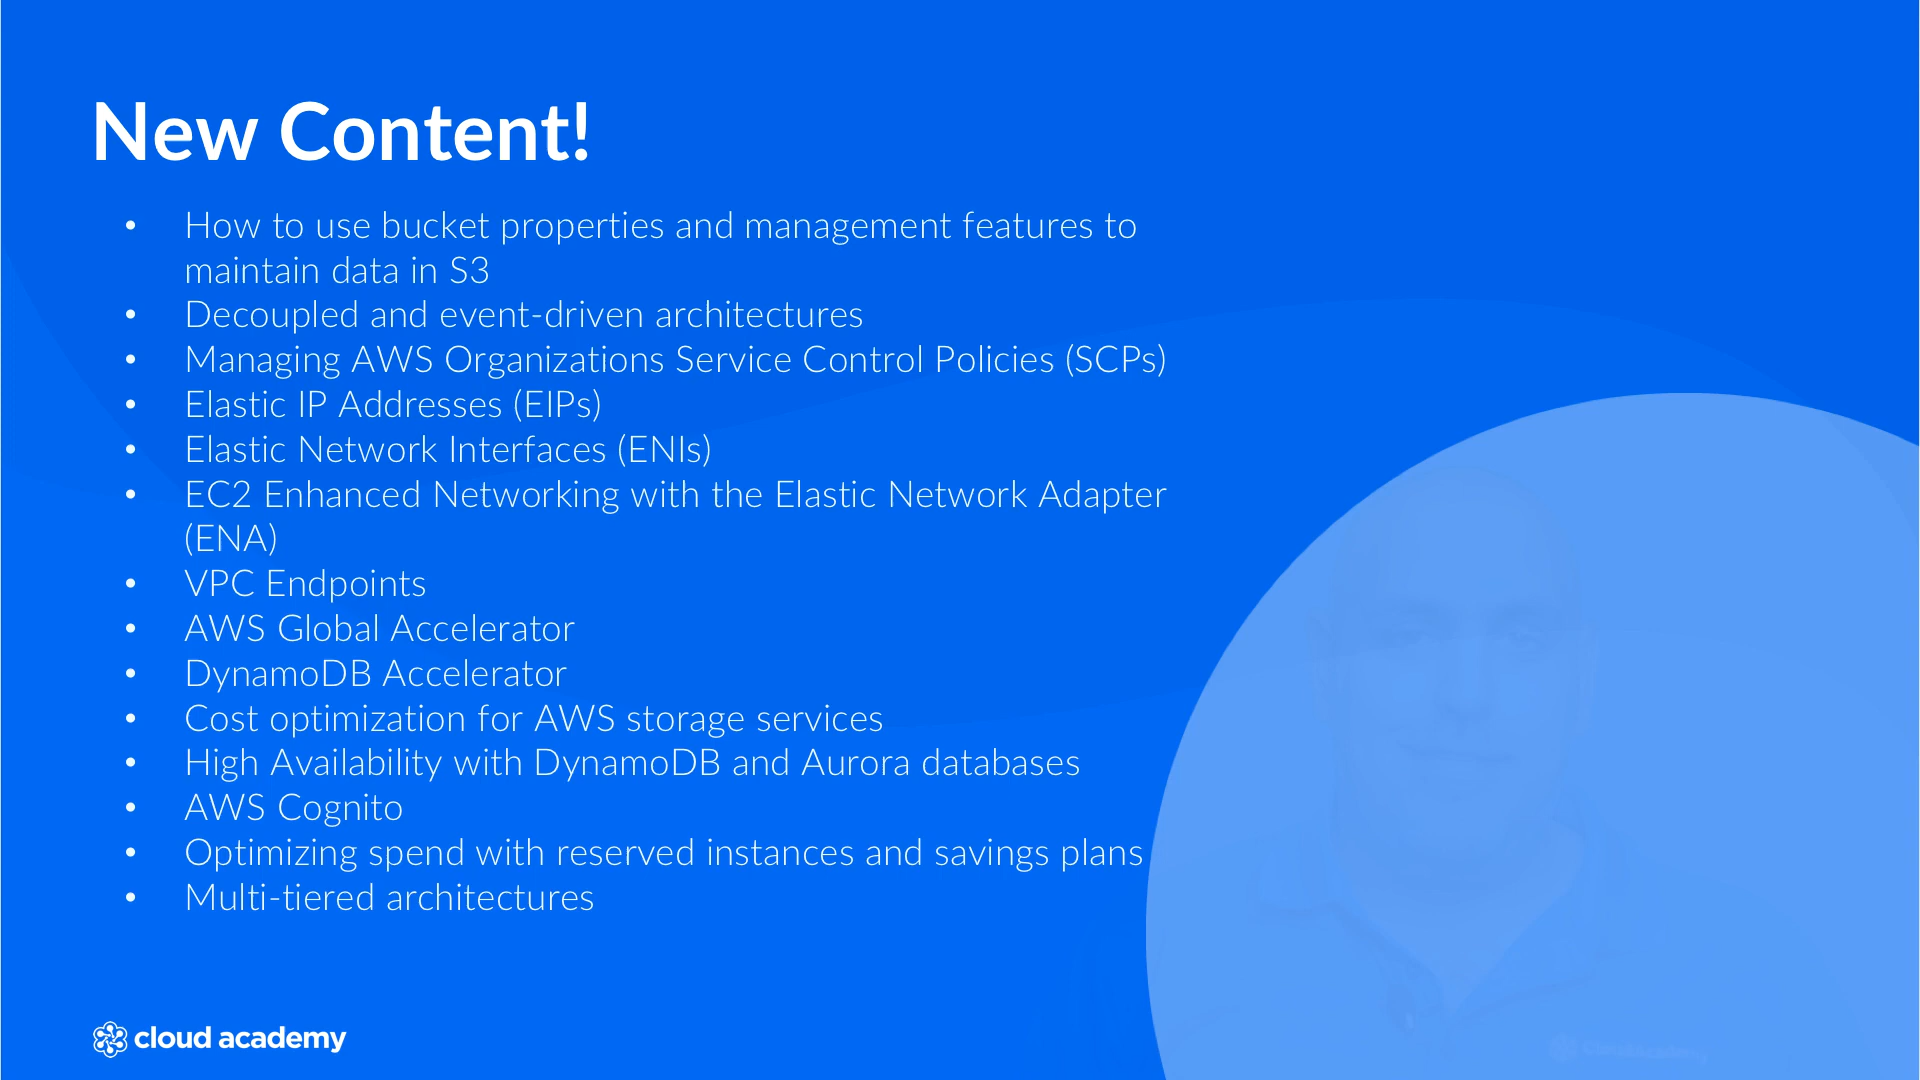 New Content!
• How to use bucket properties and management features to
maintain data in S3
• Decoupled and event-driven architectures
• Managing AWS Organizations Service Control Policies (SCPs)
• Elastic IP Addresses (EIPs)
• Elastic Network Interfaces (ENIs)
• EC2 Enhanced Networking with the Elastic Network Adapter
(ENA)
• VPC Endpoints
• AWS Global Accelerator
• DynamoDB Accelerator
• Cost optimization for AWS storage services
• High Availability with DynamoDB and Aurora databases
• AWS Cognito
• Optimizing spend with reserved instances and savings plans
• Multi-tiered architectures
cloud academy